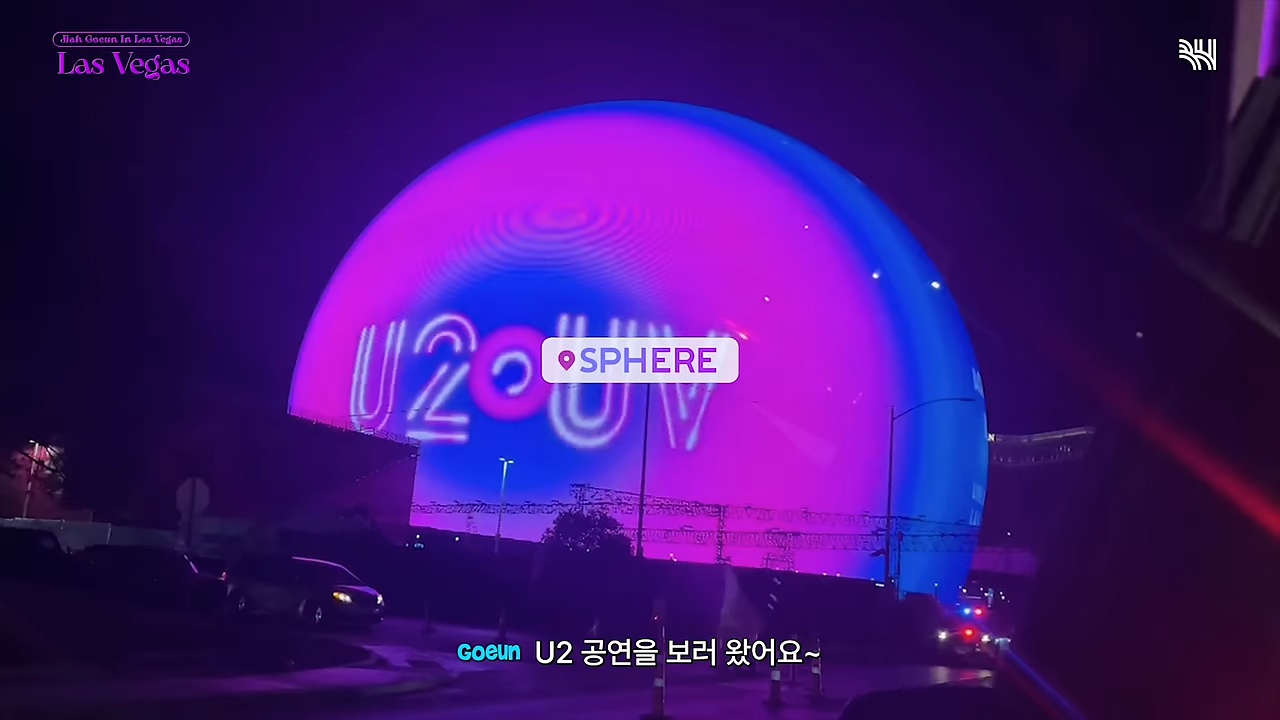 Jiah Goeun In Las Vegas
Las Vegas
U2 UV
SPHERE
Goeun U2 공연을 보러 왔어요~